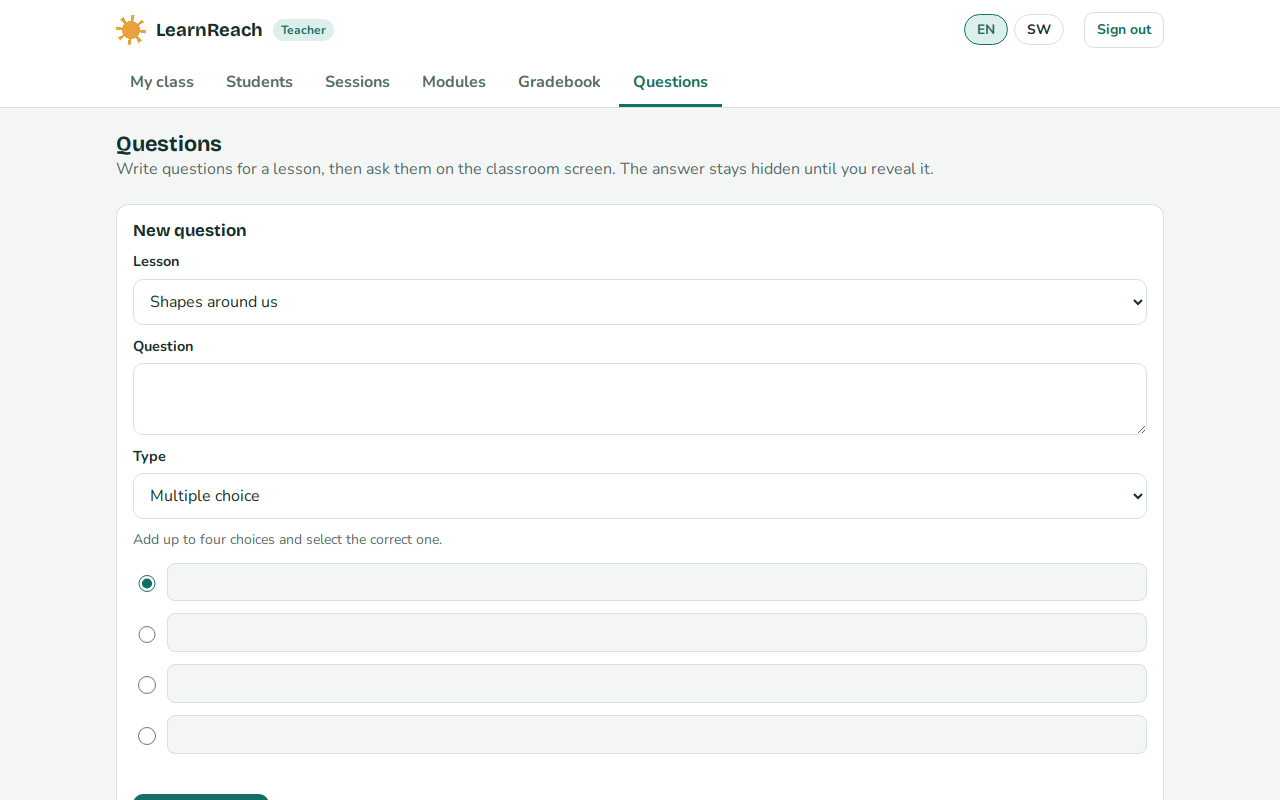 LearnReach Teacher EN SW Sign out
My class Students Sessions Modules Gradebook Questions
Questions
Write questions for a lesson, then ask them on the classroom screen. The answer stays hidden until you reveal it.
New question
Lesson
Shapes around us
Question
Type
Multiple choice
Add up to four choices and select the correct one.